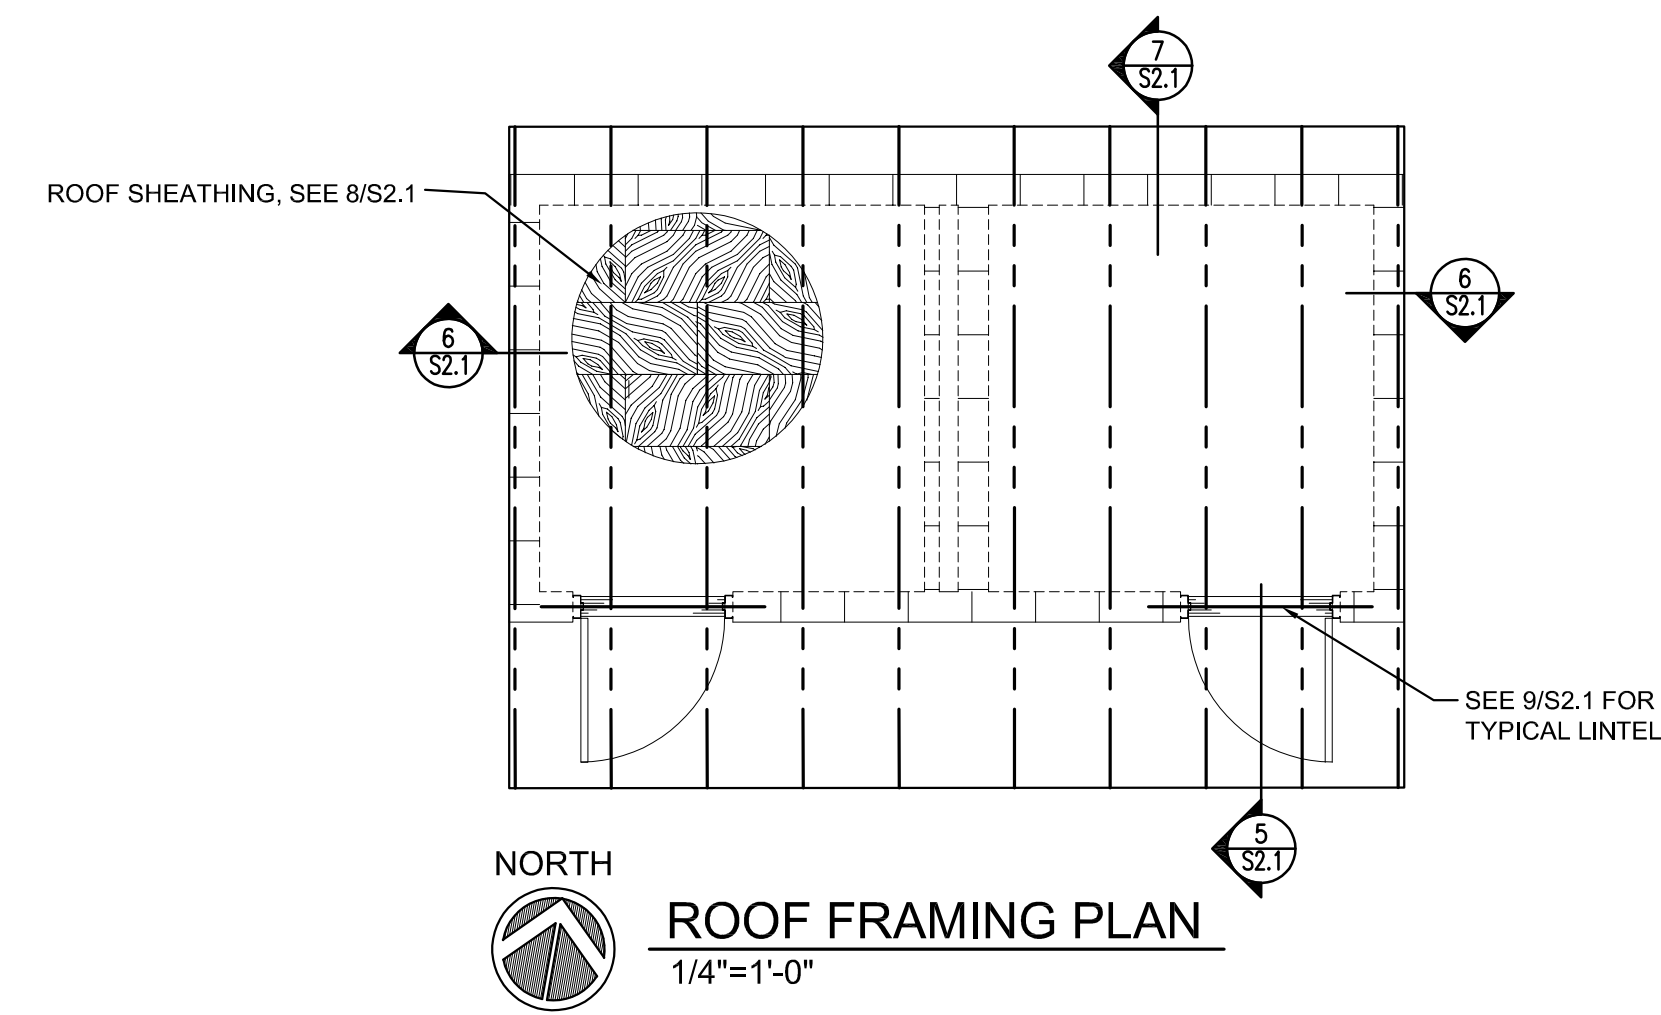 7
S2.1
ROOF SHEATHING, SEE 8/S2.1
6
S2.1
6
S2.1
SEE 9/S2.1 FOR
TYPICAL LINTEL
5
S2.1
NORTH
ROOF FRAMING PLAN
1/4"=1'-0"